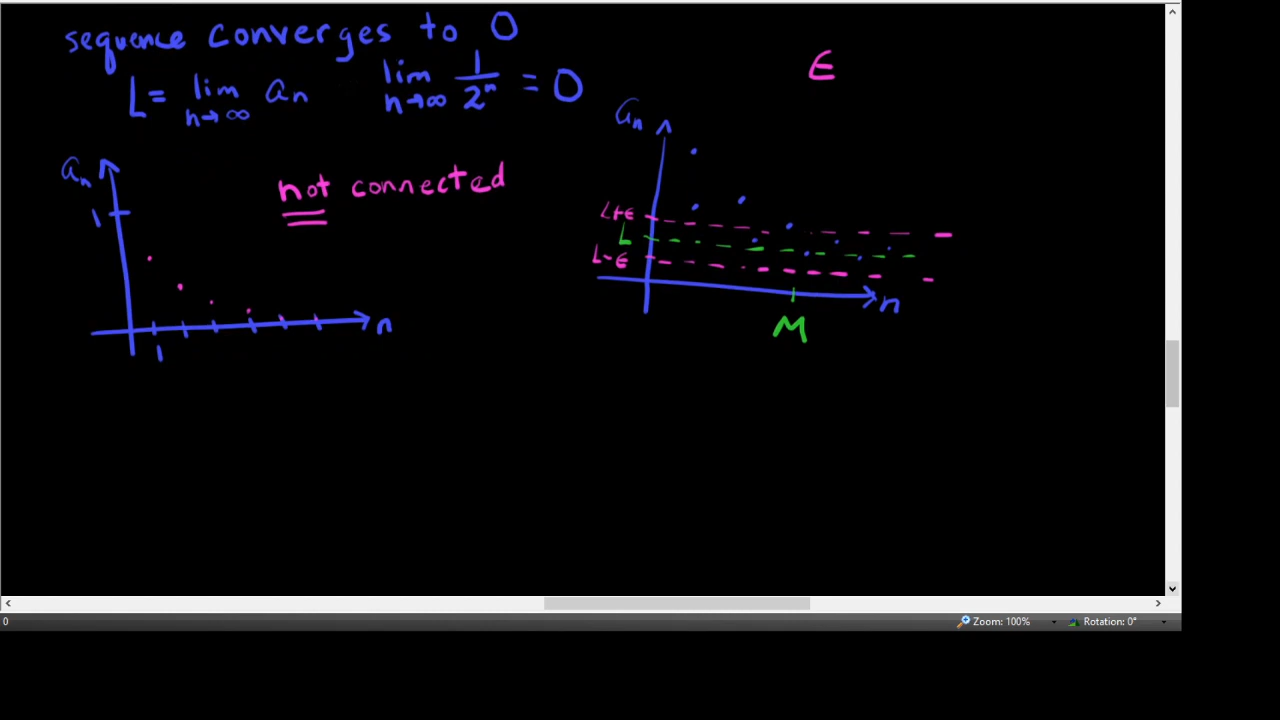 sequence converges to 0
L = lim n→∞ an lim n→∞ 1/2^n = 0
ϵ
an
an
not connected
1
L+ϵ
L
L-ϵ
n
n
1
M
0
Zoom: 100% Rotation: 0°